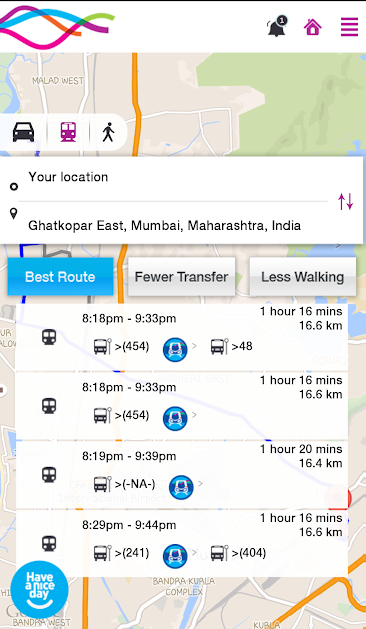 1
MALAD WEST
Your location
Ghatkopar East, Mumbai, Maharashtra, India
Best Route
Fewer Transfer
Less Walking
8:18pm - 9:33pm
1 hour 16 mins
16.6 km
>(454) > >48
8:18pm - 9:33pm
1 hour 16 mins
16.6 km
>(454) >
8:19pm - 9:39pm
1 hour 20 mins
16.4 km
>(-NA-) >
8:29pm - 9:44pm
1 hour 16 mins
16.6 km
>(241) > >(404)
Have
a nice
day
BANDRA KURLA
COMPLEX
BANDRA WEST
KURLA